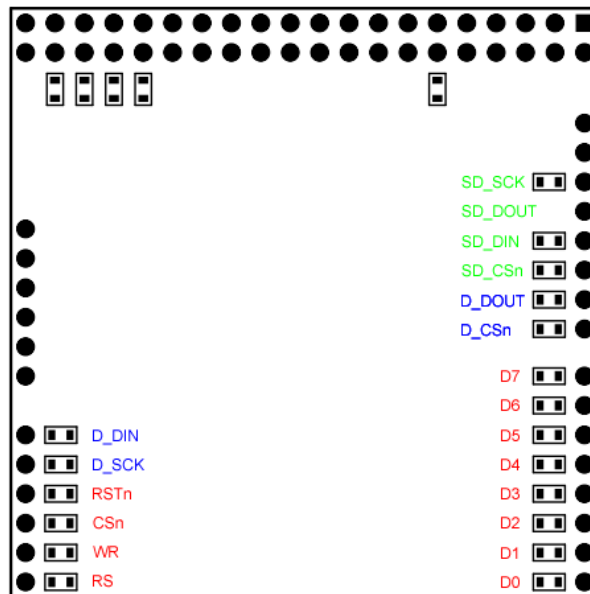 SD_SCK
SD_DOUT
SD_DIN
SD_CSn
D_DOUT
D_CSn
D7
D6
D_DIN D5
D_SCK D4
RSTn D3
CSn D2
WR D1
RS D0